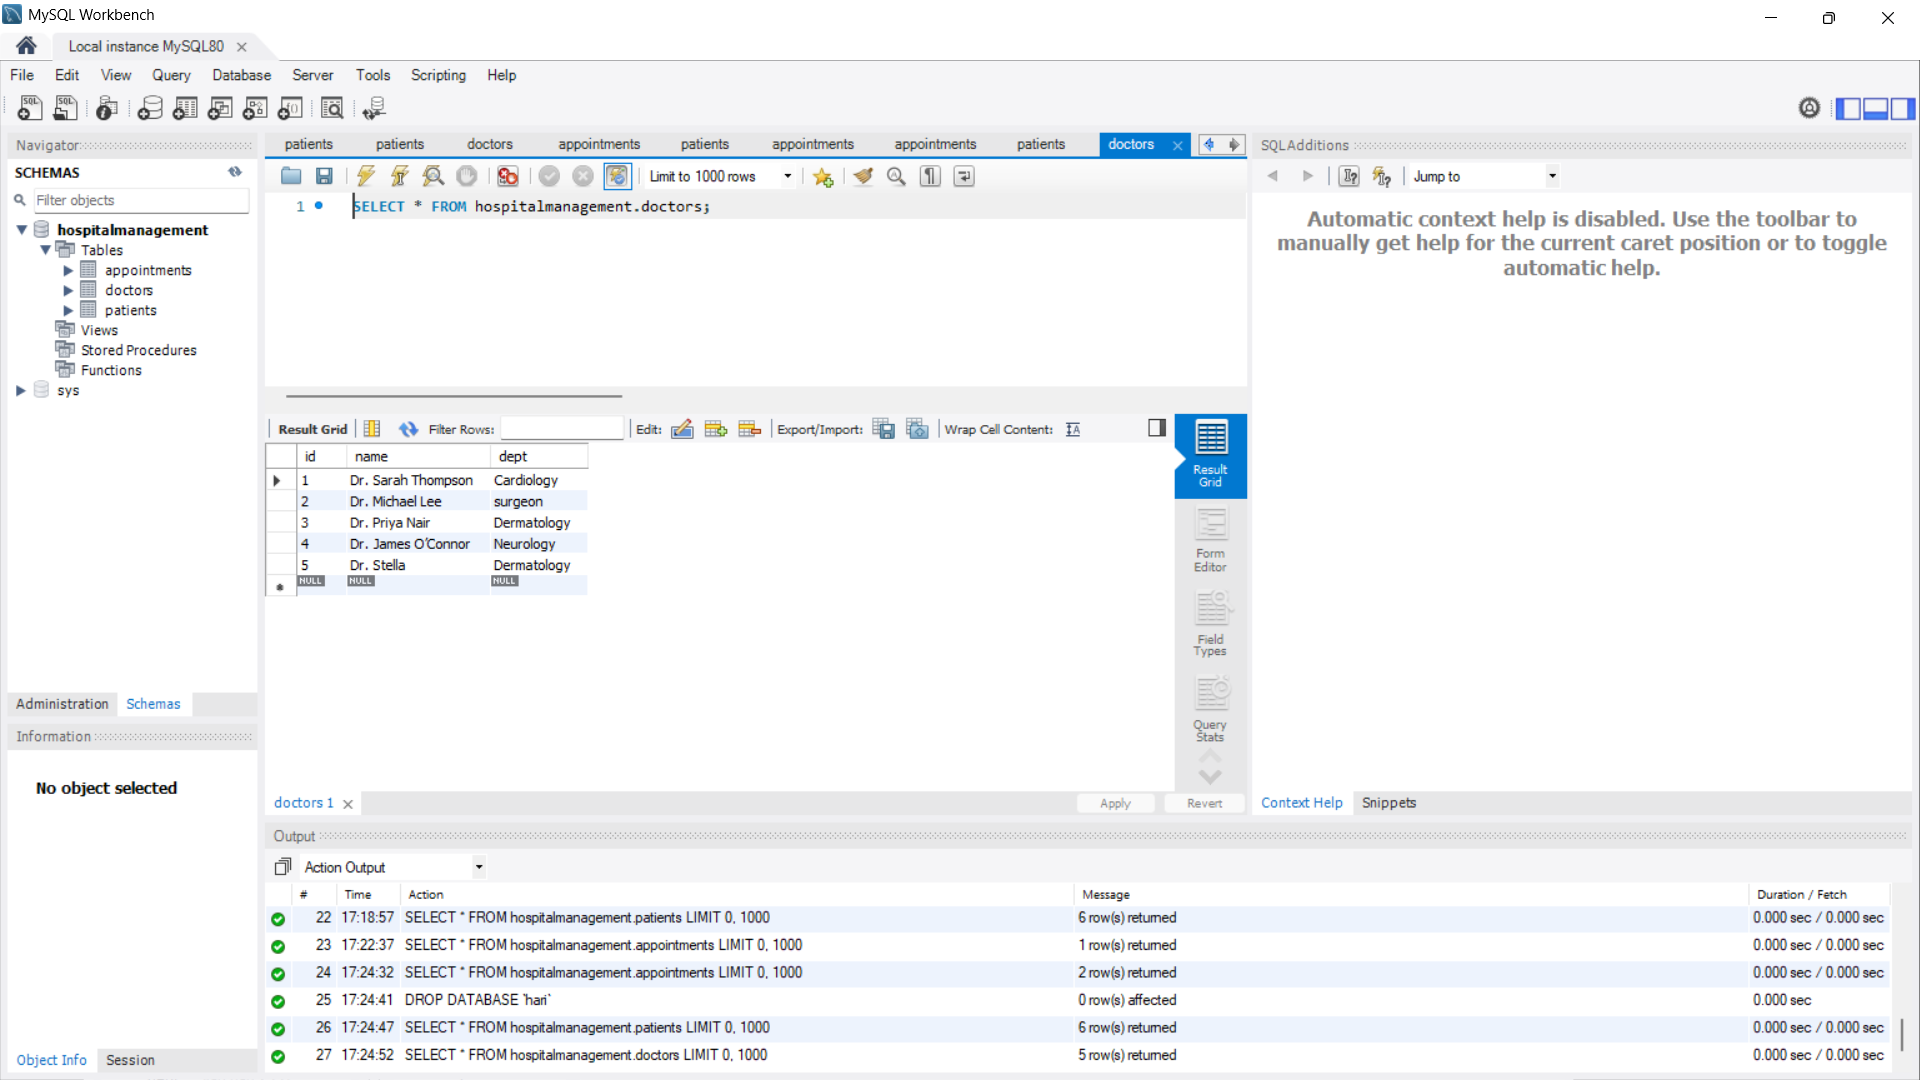 MySQL Workbench
Local instance MySQL80
File Edit View Query Database Server Tools Scripting Help
Navigator
SCHEMAS
Filter objects
hospitalmanagement
Tables
appointments
doctors
patients
Views
Stored Procedures
Functions
sys
Administration Schemas
Information
No object selected
Object Info Session
patients patients doctors appointments patients appointments appointments patients doctors
Limit to 1000 rows
1 SELECT * FROM hospitalmanagement.doctors;
Result Grid Filter Rows: Edit: Export/Import: Wrap Cell Content:
id name dept
1 Dr. Sarah Thompson Cardiology
2 Dr. Michael Lee surgeon
3 Dr. Priya Nair Dermatology
4 Dr. James O'Connor Neurology
5 Dr. Stella Dermatology
NULL NULL NULL
Result
Grid
Form
Editor
Field
Types
Query
Stats
doctors 1
Apply Revert
SQLAdditions
Jump to
Automatic context help is disabled. Use the toolbar to
manually get help for the current caret position or to toggle
automatic help.
Context Help Snippets
Output
Action Output
# Time Action Message Duration / Fetch
22 17:18:57 SELECT * FROM hospitalmanagement.patients LIMIT 0, 1000 6 row(s) returned 0.000 sec / 0.000 sec
23 17:22:37 SELECT * FROM hospitalmanagement.appointments LIMIT 0, 1000 1 row(s) returned 0.000 sec / 0.000 sec
24 17:24:32 SELECT * FROM hospitalmanagement.appointments LIMIT 0, 1000 2 row(s) returned 0.000 sec / 0.000 sec
25 17:24:41 DROP DATABASE `hari` 0 row(s) affected 0.000 sec
26 17:24:47 SELECT * FROM hospitalmanagement.patients LIMIT 0, 1000 6 row(s) returned 0.000 sec / 0.000 sec
27 17:24:52 SELECT * FROM hospitalmanagement.doctors LIMIT 0, 1000 5 row(s) returned 0.000 sec / 0.000 sec